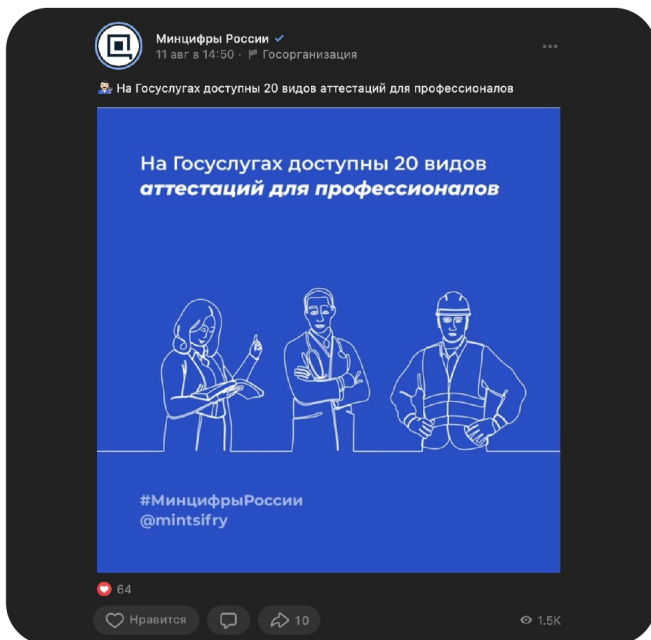 Минцифры России
11 авг в 14:50 · Госорганизация
На Госуслугах доступны 20 видов аттестаций для профессионалов
На Госуслугах доступны 20 видов
аттестаций для профессионалов
#МинцифрыРоссии
@mintsifry
64
Нравится 10 1.5K